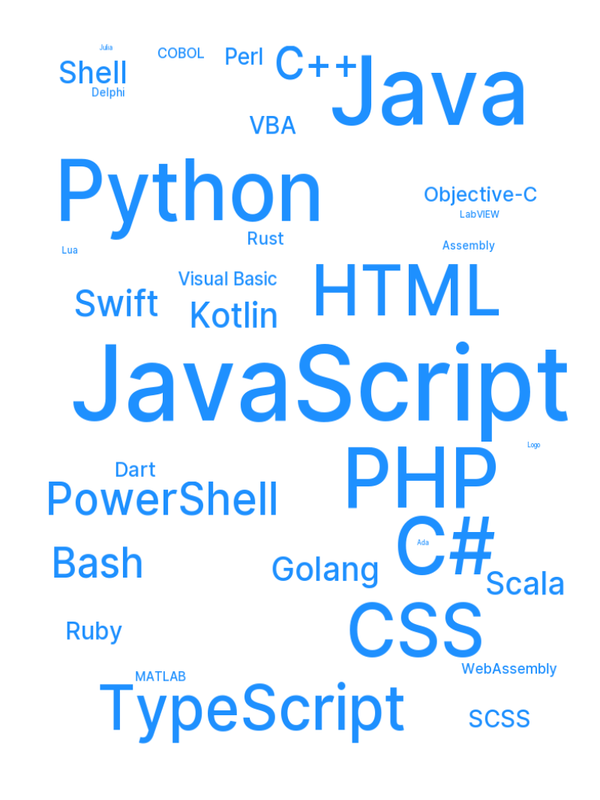 Julia
COBOL
Perl
C++
Java
Shell
Delphi
VBA
Python
Objective-C
LabVIEW
Rust
Assembly
Lua
Visual Basic
HTML
Swift
Kotlin
JavaScript
Logo
PHP
Dart
PowerShell
C#
Ada
Bash
Golang
Scala
CSS
Ruby
WebAssembly
MATLAB
TypeScript
SCSS